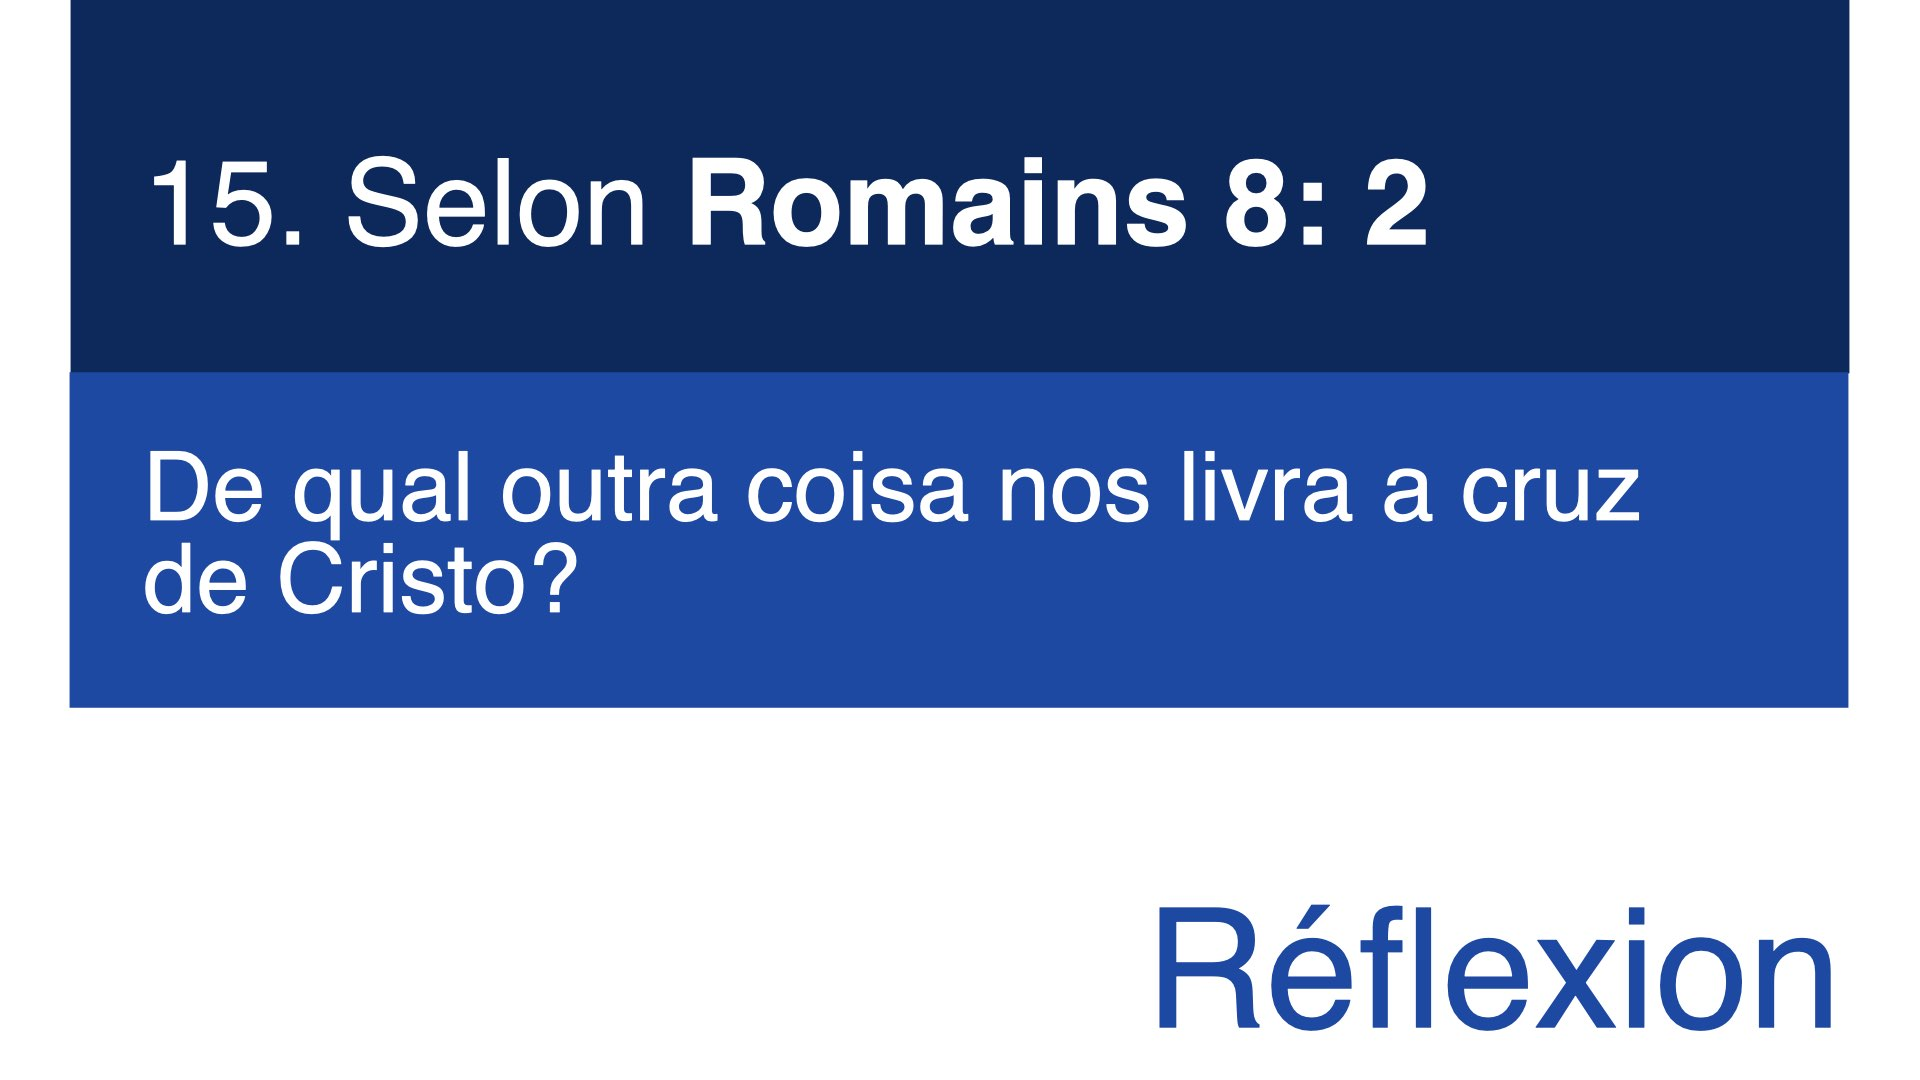 15. Selon Romains 8: 2
De qual outra coisa nos livra a cruz
de Cristo?
Réflexion